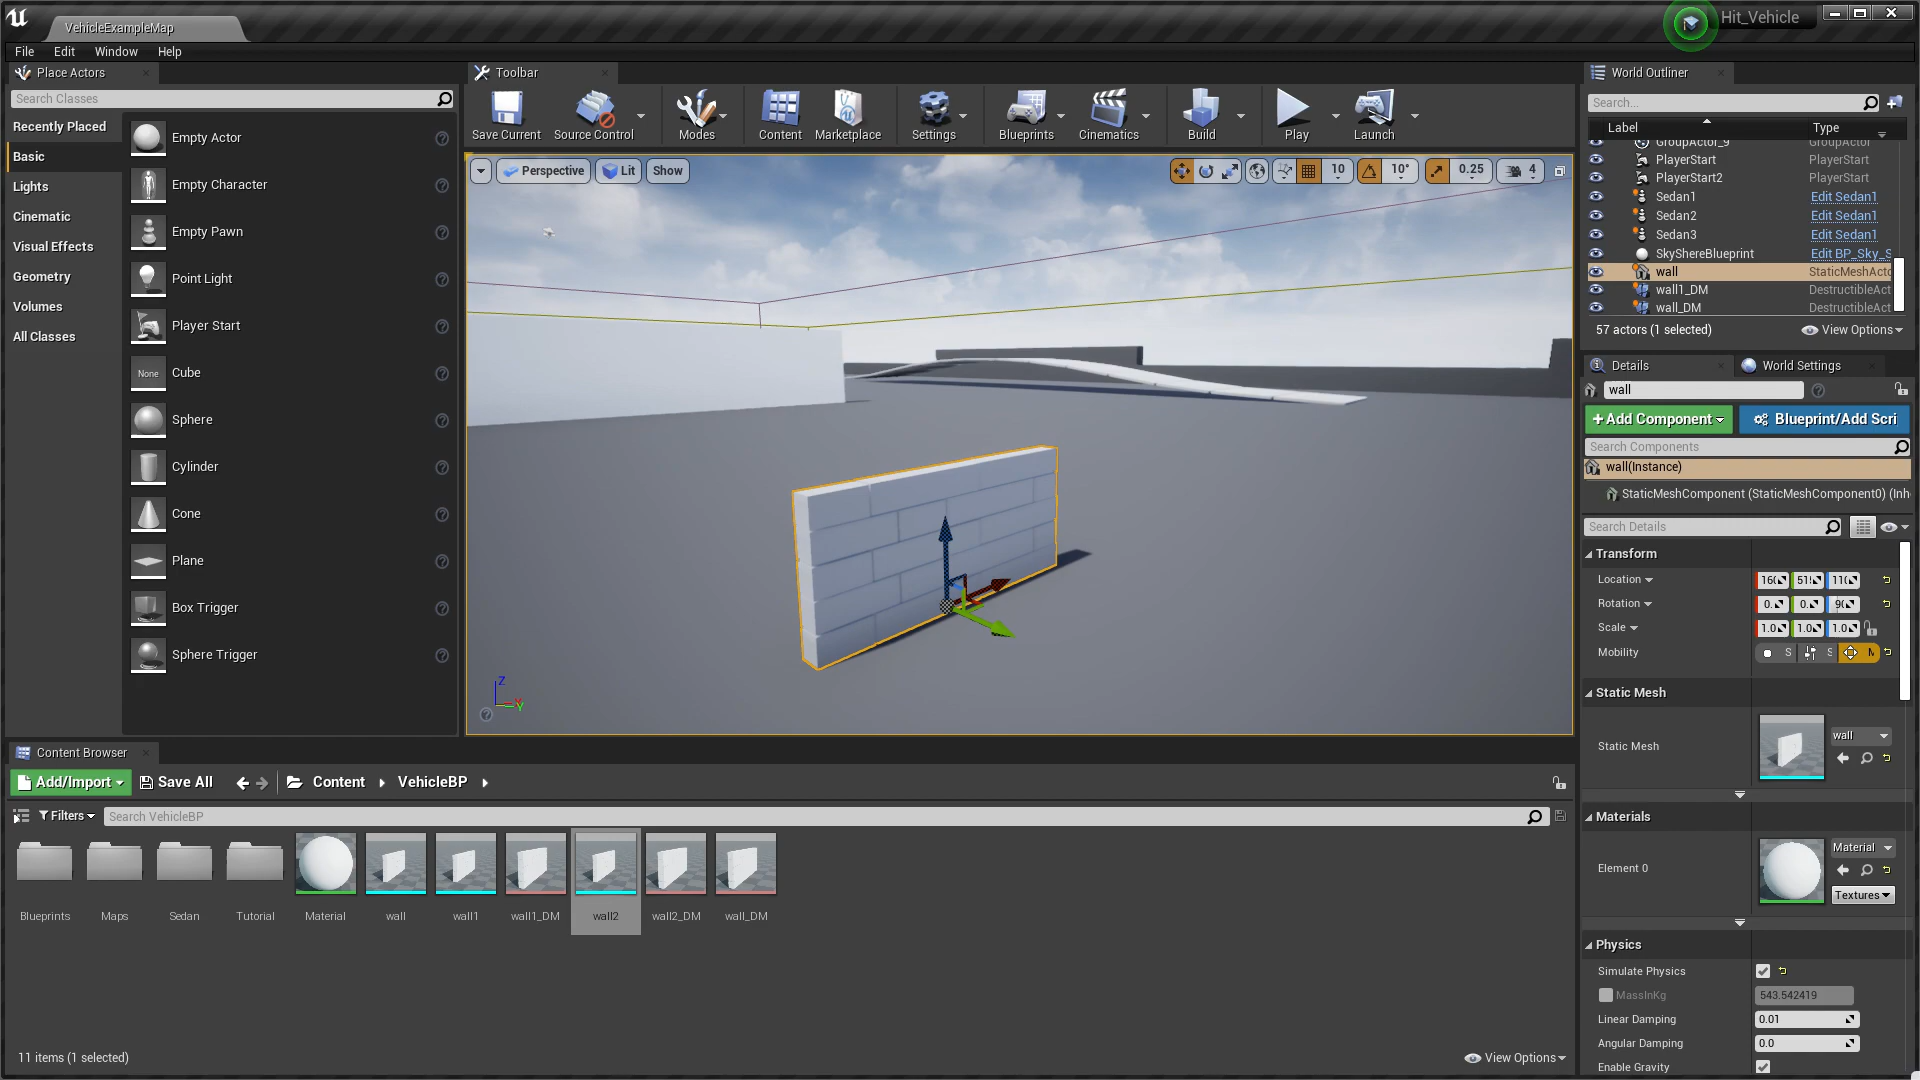 VehicleExampleMap
Hit_Vehicle
File Edit Window Help
Place Actors
Search Classes
Recently Placed
Basic
Lights
Cinematic
Visual Effects
Geometry
Volumes
All Classes
Empty Actor
Empty Character
Empty Pawn
Point Light
Player Start
None
Cube
Sphere
Cylinder
Cone
Plane
Box Trigger
Sphere Trigger
Toolbar
Save Current
Source Control
Modes
Content
Marketplace
Settings
Blueprints
Cinematics
Build
Play
Launch
Perspective Lit Show
10 10° 0.25 4
Z
Y
World Outliner
Search...
Label Type
GroupActor_9 GroupActor
PlayerStart PlayerStart
PlayerStart2 PlayerStart
Sedan1 Edit Sedan1
Sedan2 Edit Sedan1
Sedan3 Edit Sedan1
SkyShereBlueprint Edit BP_Sky_S
wall StaticMeshActo
wall1_DM DestructibleAct
wall_DM DestructibleAct
57 actors (1 selected) View Options
Details World Settings
wall
+Add Component Blueprint/Add Scri
Search Components
wall(Instance)
StaticMeshComponent (StaticMeshComponent0) (Inh
Search Details
Transform
Location
Rotation 0. 0.
Scale 1.0 1.0 1.0
Mobility S S
Static Mesh
Static Mesh wall
Materials
Element 0 Material
Textures
Physics
Simulate Physics
MassInKg 543.542419
Linear Damping 0.01
Angular Damping 0.0
Enable Gravity
Content Browser
Add/Import Save All Content VehicleBP
Filters Search VehicleBP
Blueprints Maps Sedan Tutorial Material wall wall1 wall1_DM wall2 wall2_DM wall_DM
11 items (1 selected) View Options